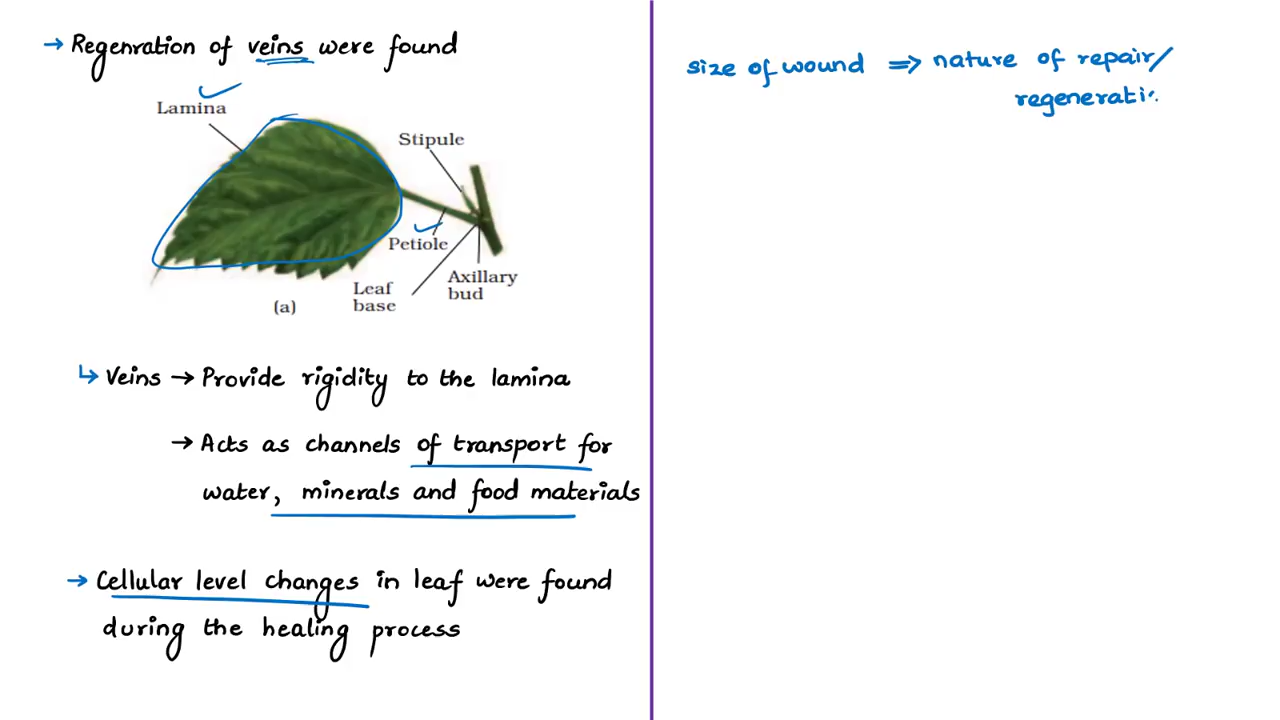 → Regenration of veins were found
Lamina
Stipule
Petiole
Axillary
bud
Leaf
base
(a)
↳ Veins → Provide rigidity to the lamina
→ Acts as channels of transport for
water, minerals and food materials
→ Cellular level changes in leaf were found
during the healing process
size of wound ⇒ nature of repair/
regenerati